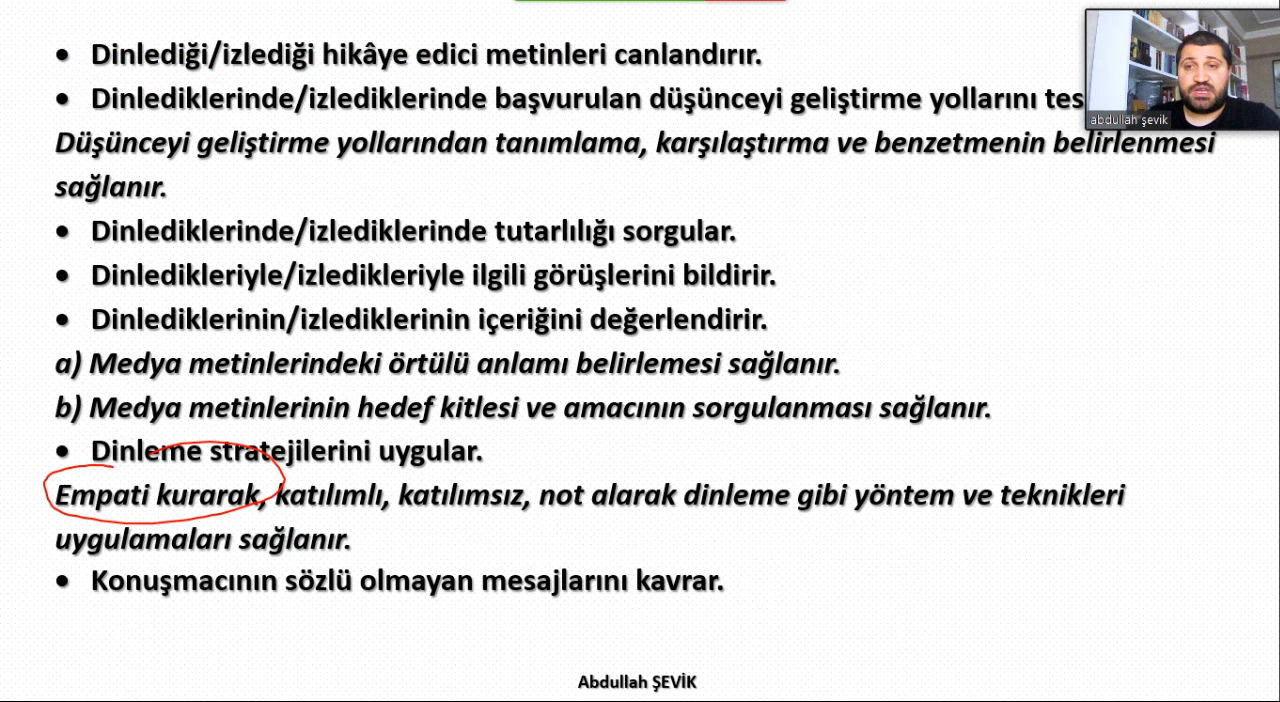 • Dinlediği/izlediği hikâye edici metinleri canlandırır.
• Dinlediklerinde/izlediklerinde başvurulan düşünceyi geliştirme yollarını tes
abdullah şevik
Düşünceyi geliştirme yollarından tanımlama, karşılaştırma ve benzetmenin belirlenmesi
sağlanır.
• Dinlediklerinde/izlediklerinde tutarlılığı sorgular.
• Dinledikleriyle/izledikleriyle ilgili görüşlerini bildirir.
• Dinlediklerinin/izlediklerinin içeriğini değerlendirir.
a) Medya metinlerindeki örtülü anlamı belirlemesi sağlanır.
b) Medya metinlerinin hedef kitlesi ve amacının sorgulanması sağlanır.
• Dinleme stratejilerini uygular.
Empati kurarak, katılımlı, katılımsız, not alarak dinleme gibi yöntem ve teknikleri
uygulamaları sağlanır.
• Konuşmacının sözlü olmayan mesajlarını kavrar.
Abdullah ŞEVİK